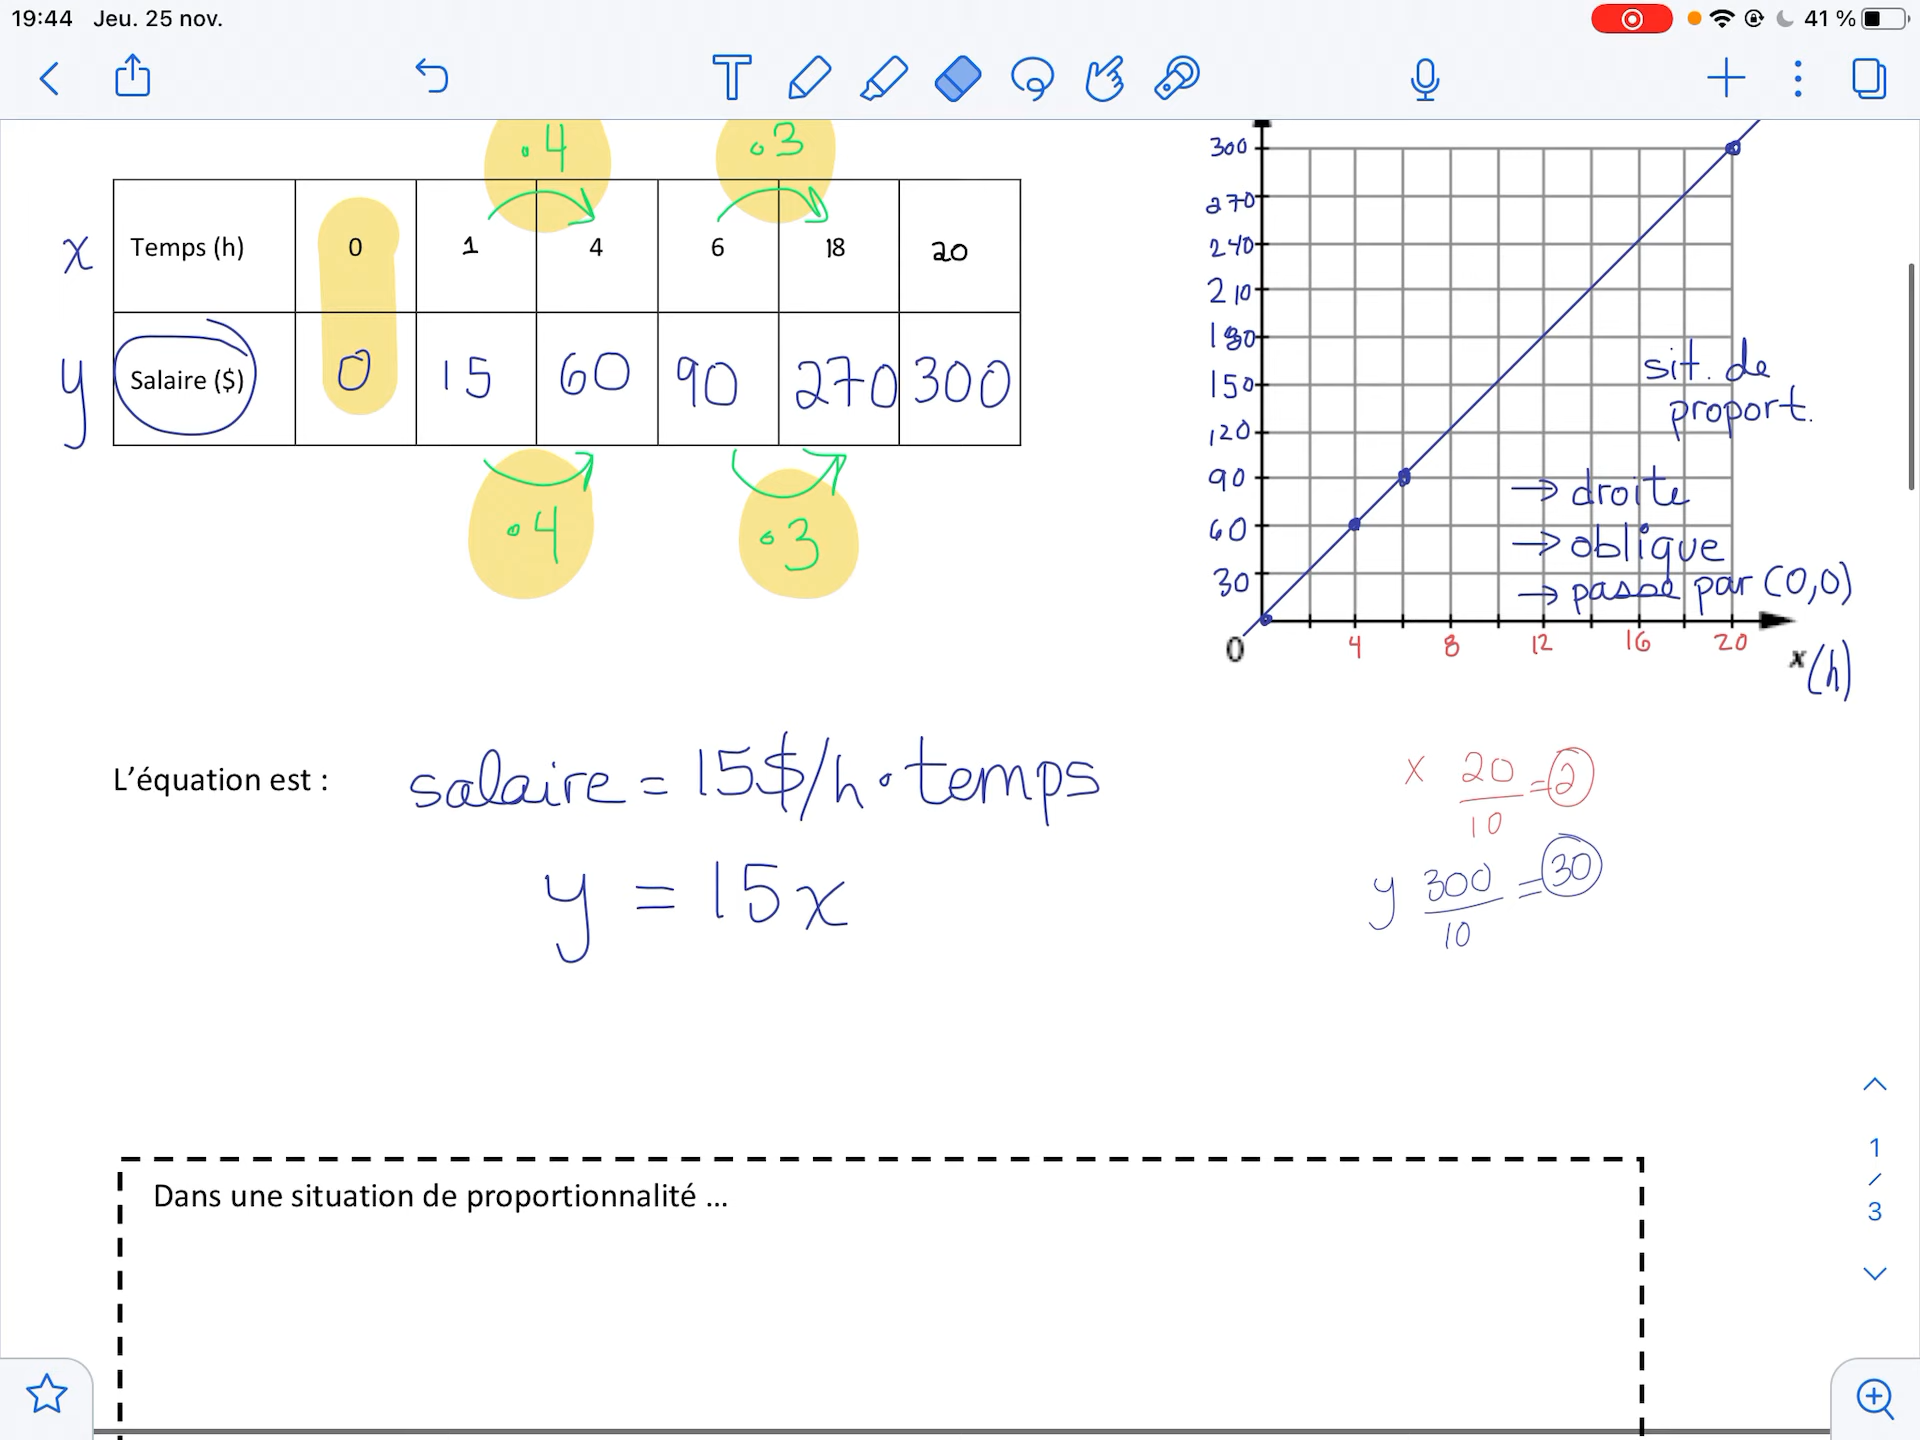 19:44 Jeu. 25 nov.
41 %
.4
.3
x Temps (h) 0 1 4 6 18 20
y Salaire ($) 0 15 60 90 270 300
.4
.3
300
270
240
210
180
150
120
90
60
30
sit. de
proport.
→ droite
→ oblique
→ passe par (0,0)
0 4 8 12 16 20
x (h)
L'équation est : salaire = 15$/h · temps
y = 15x
x 20/10 = 2
y 300/10 = 30
1
/
3
Dans une situation de proportionnalité ...